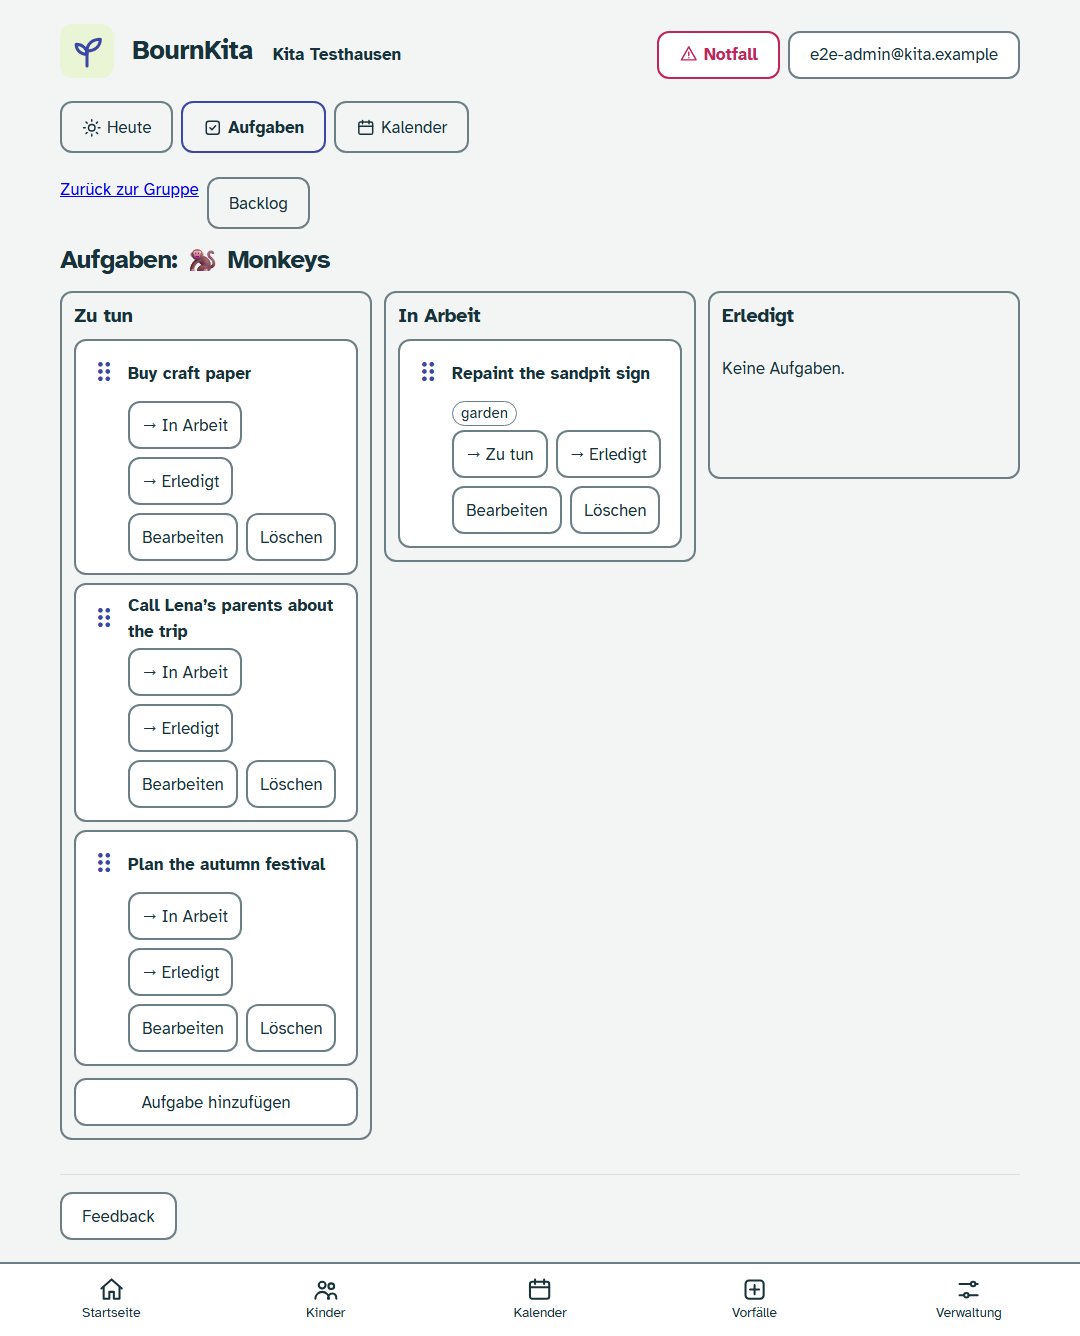 BournKita Kita Testhausen
Notfall
e2e-admin@kita.example
Heute
Aufgaben
Kalender
Zurück zur Gruppe
Backlog
Aufgaben: 🐒 Monkeys
Zu tun
Buy craft paper
→ In Arbeit
→ Erledigt
Bearbeiten
Löschen
Call Lena’s parents about
the trip
→ In Arbeit
→ Erledigt
Bearbeiten
Löschen
Plan the autumn festival
→ In Arbeit
→ Erledigt
Bearbeiten
Löschen
Aufgabe hinzufügen
In Arbeit
Repaint the sandpit sign
garden
→ Zu tun
→ Erledigt
Bearbeiten
Löschen
Erledigt
Keine Aufgaben.
Feedback
Startseite
Kinder
Kalender
Vorfälle
Verwaltung